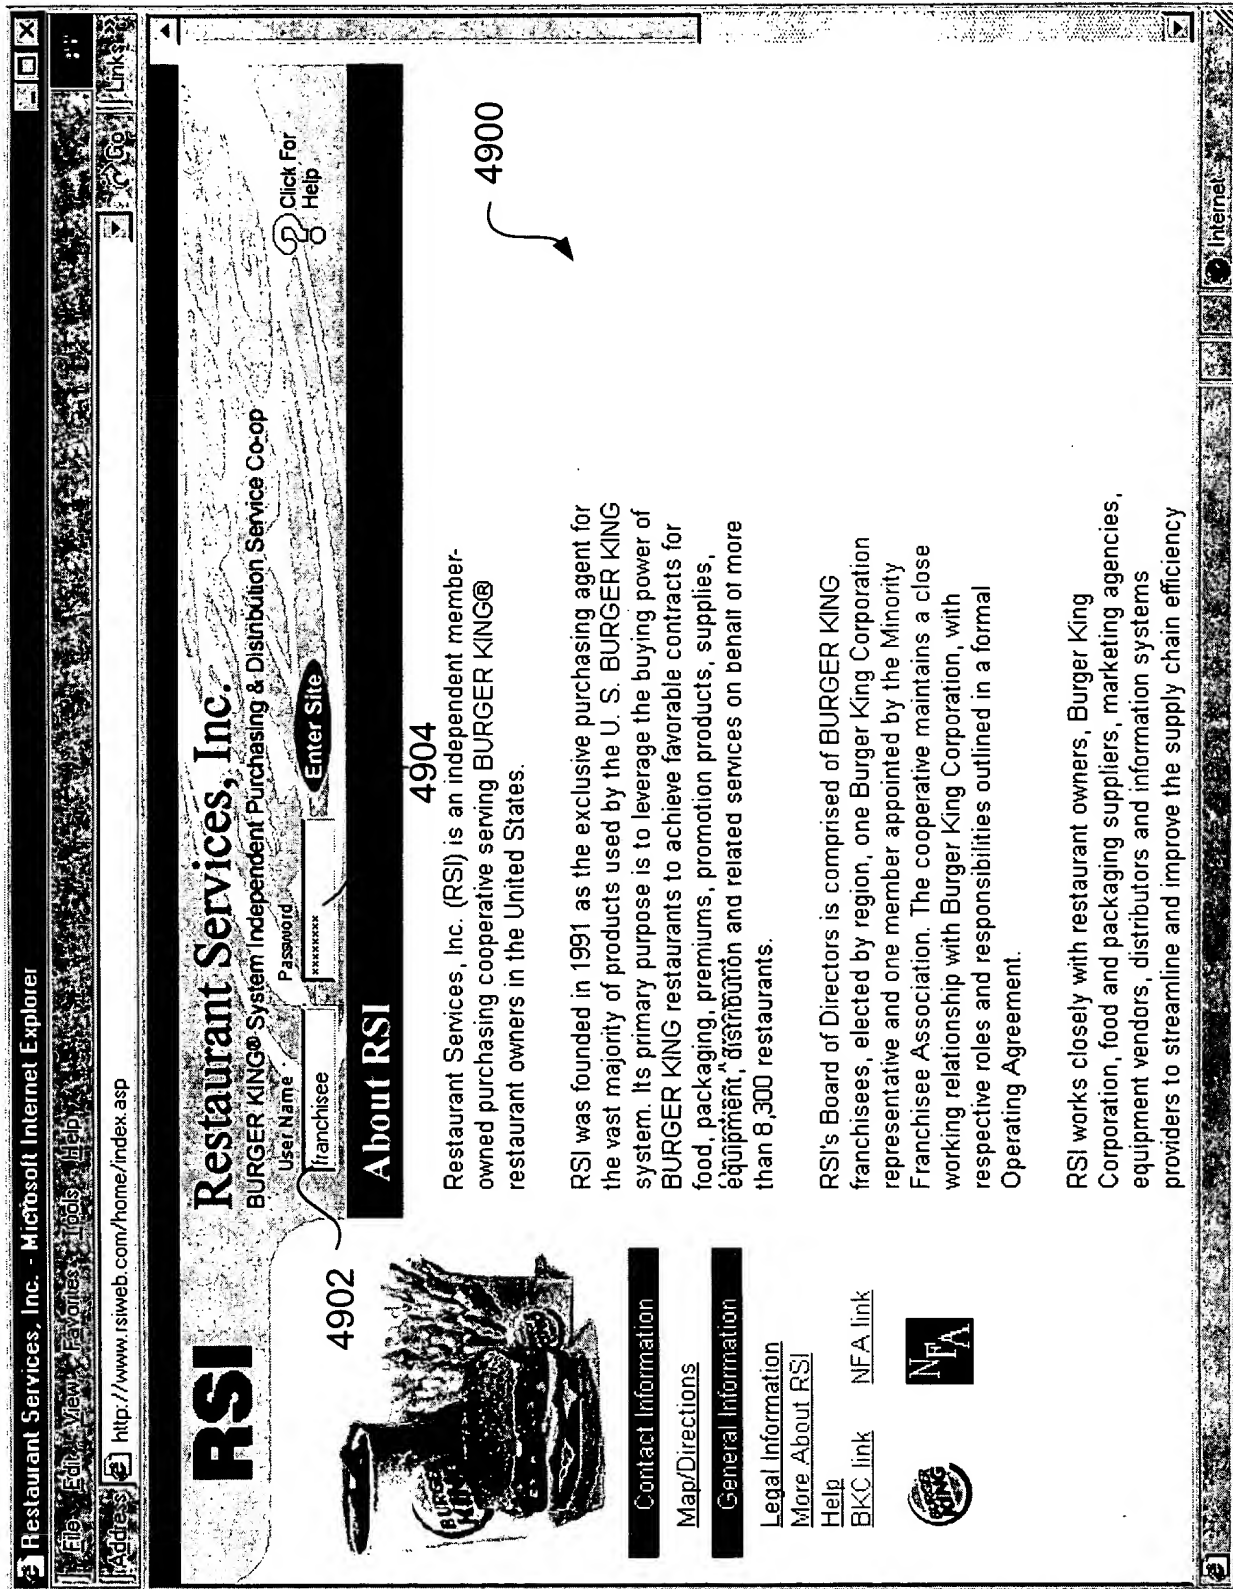 Restaurant Services, Inc. - Microsoft Internet Explorer
File Edit View Favorites Tools Help
Address http://www.rsiweb.com/home/index.asp Go Links »
RSI
Restaurant Services, Inc.
BURGER KING® System Independent Purchasing & Distribution Service Co-op
User Name Password
franchisee ******** Enter Site Click For Help
4902
4904
4900
About RSI
BURGER KING
Contact Information
Map/Directions
General Information
Legal Information
More About RSI
Help
BKC link NFA link
BURGER KING
NFA
Restaurant Services, Inc. (RSI) is an independent member-
owned purchasing cooperative serving BURGER KING®
restaurant owners in the United States.
RSI was founded in 1991 as the exclusive purchasing agent for
the vast majority of products used by the U. S. BURGER KING
system. Its primary purpose is to leverage the buying power of
BURGER KING restaurants to achieve favorable contracts for
food, packaging, premiums, promotion products, supplies,
equipment, distribution and related services on behalf of more
than 8,300 restaurants.
RSI's Board of Directors is comprised of BURGER KING
franchisees, elected by region, one Burger King Corporation
representative and one member appointed by the Minority
Franchisee Association. The cooperative maintains a close
working relationship with Burger King Corporation, with
respective roles and responsibilities outlined in a formal
Operating Agreement.
RSI works closely with restaurant owners, Burger King
Corporation, food and packaging suppliers, marketing agencies,
equipment vendors, distributors and information systems
providers to streamline and improve the supply chain efficiency
Internet